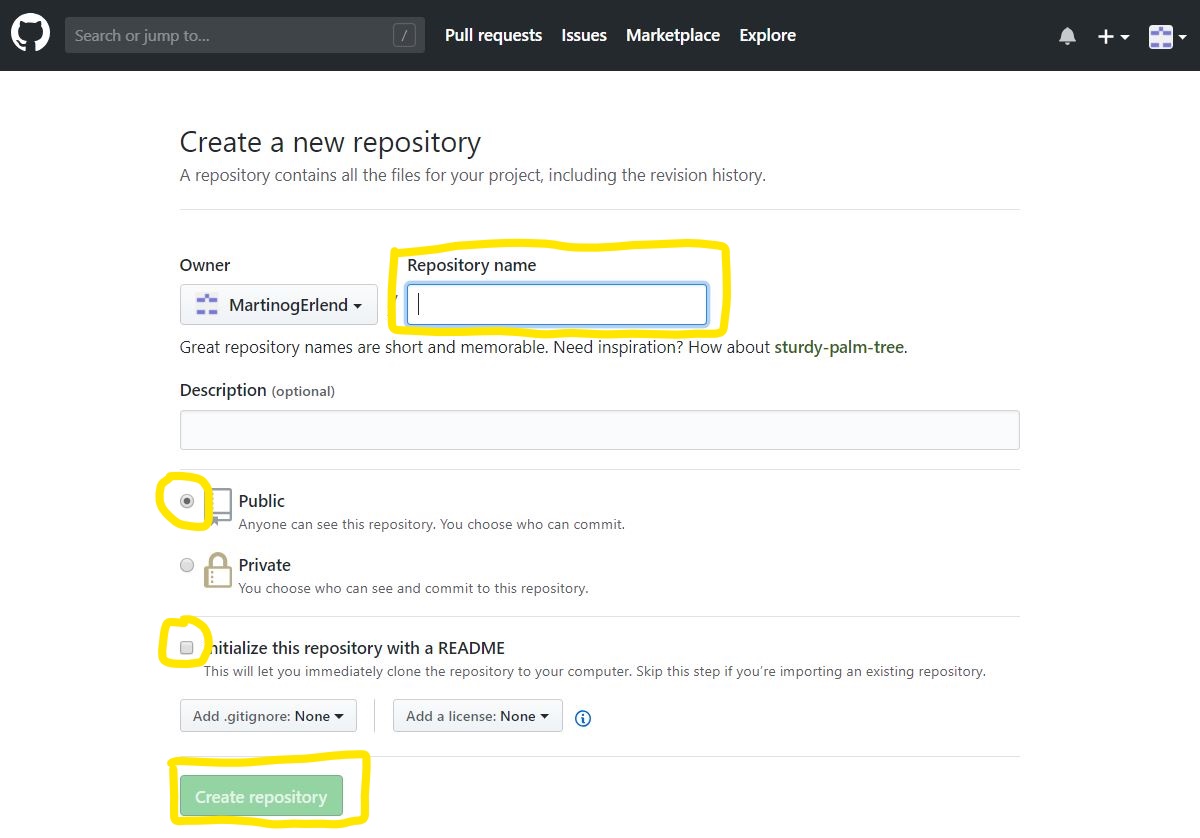 Search or jump to... / Pull requests Issues Marketplace Explore
Create a new repository
A repository contains all the files for your project, including the revision history.
Owner Repository name
MartinogErlend /
Great repository names are short and memorable. Need inspiration? How about sturdy-palm-tree.
Description (optional)
Public
Anyone can see this repository. You choose who can commit.
Private
You choose who can see and commit to this repository.
Initialize this repository with a README
This will let you immediately clone the repository to your computer. Skip this step if you’re importing an existing repository.
Add .gitignore: None Add a license: None
Create repository